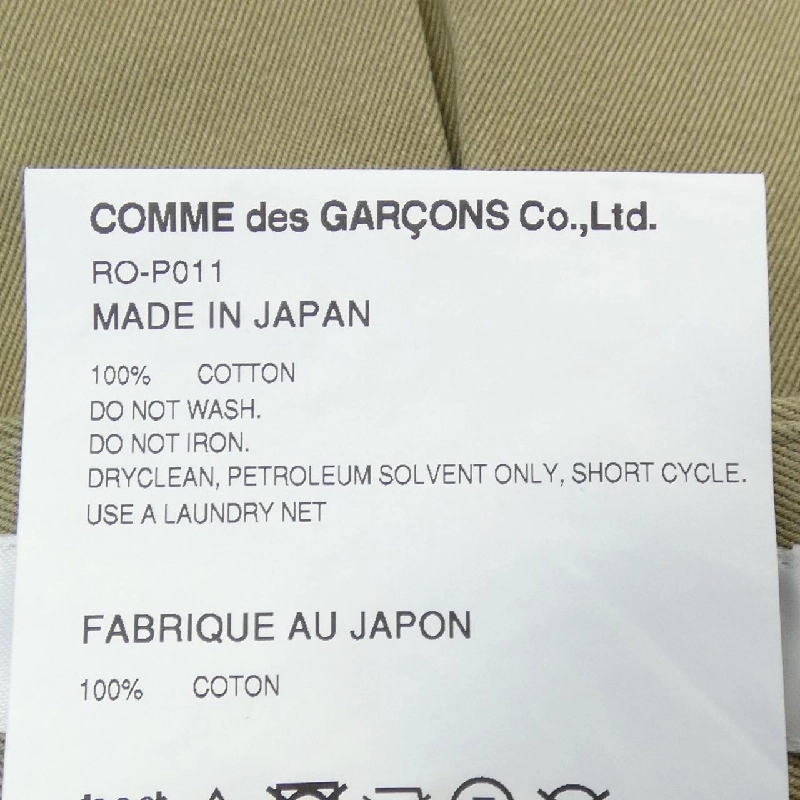 COMME des GARÇONS Co.,Ltd.
RO-P011
MADE IN JAPAN
100% COTTON
DO NOT WASH.
DO NOT IRON.
DRYCLEAN, PETROLEUM SOLVENT ONLY, SHORT CYCLE.
USE A LAUNDRY NET
FABRIQUE AU JAPON
100% COTON